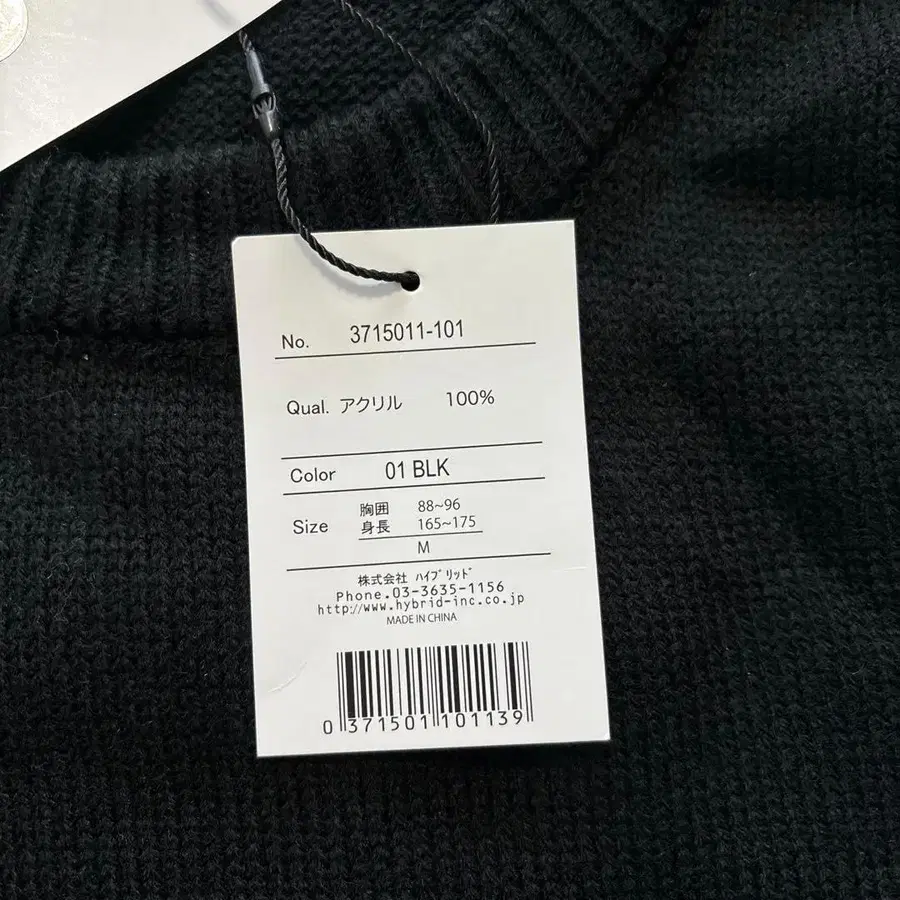 No. 3715011-101
Qual. アクリル 100%
Color 01 BLK
Size 胸囲 88~96
身長 165~175
M
株式会社 ﾊｲﾌﾞﾘｯﾄﾞ
Phone.03-3635-1156
http://www.hybrid-inc.co.jp
MADE IN CHINA
0 371501 101139